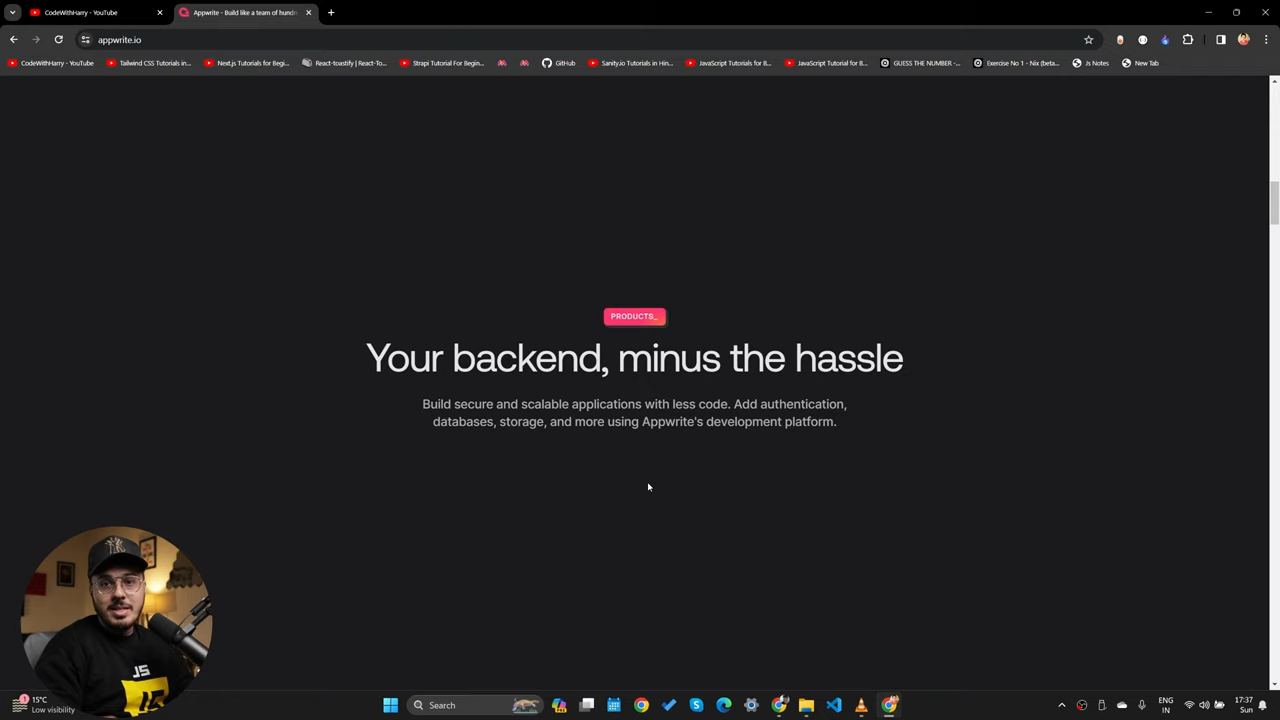 CodeWithHarry - YouTube
Appwrite - Build like a team of hundr
appwrite.io
CodeWithHarry - YouTube
Tailwind CSS Tutorials in...
Next.js Tutorials for Begi...
React-toastify | React-To...
Strapi Tutorial For Begin...
GitHub
Sanity.io Tutorials in Hin...
JavaScript Tutorials for B...
JavaScript Tutorial for B...
GUESS THE NUMBER -...
Exercise No 1 - Nix (beta...
Js Notes
New Tab
PRODUCTS_
Your backend, minus the hassle
Build secure and scalable applications with less code. Add authentication,
databases, storage, and more using Appwrite's development platform.
JS
15
1
15°C
Low visibility
Search
ENG
IN
17:37
Sun